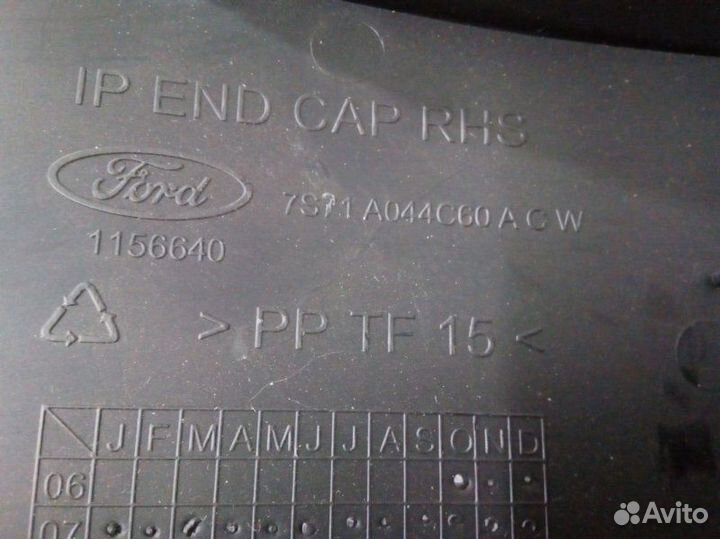 IP END CAP RHS
Ford
7S71 A044C60 A C W
1156640
> PP TF 15 <
J F M A M J J A S O N D
06
07
Avito